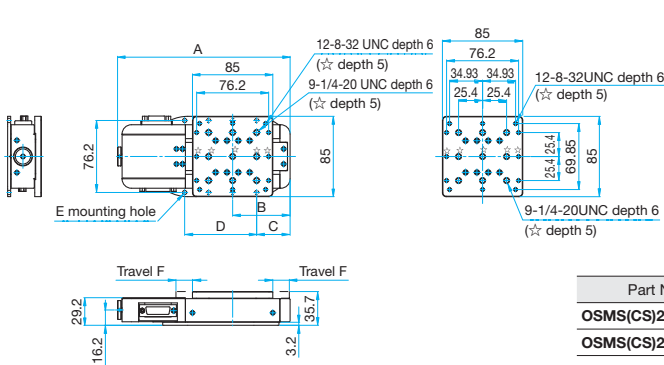 A
85
76.2
12-8-32 UNC depth 6
(☆ depth 5)
9-1/4-20 UNC depth 6
(☆ depth 5)
76.2
85
☆ ☆ ☆ ☆
E mounting hole
B
D
C
85
76.2
34.93 34.93
25.4 25.4
12-8-32UNC depth 6
(☆ depth 5)
☆ ☆ ☆ ☆
25.4 25.4
69.85
85
9-1/4-20UNC depth 6
(☆ depth 5)
Travel F
Travel F
29.2
16.2
35.7
3.2
Part N
OSMS(CS)2
OSMS(CS)2